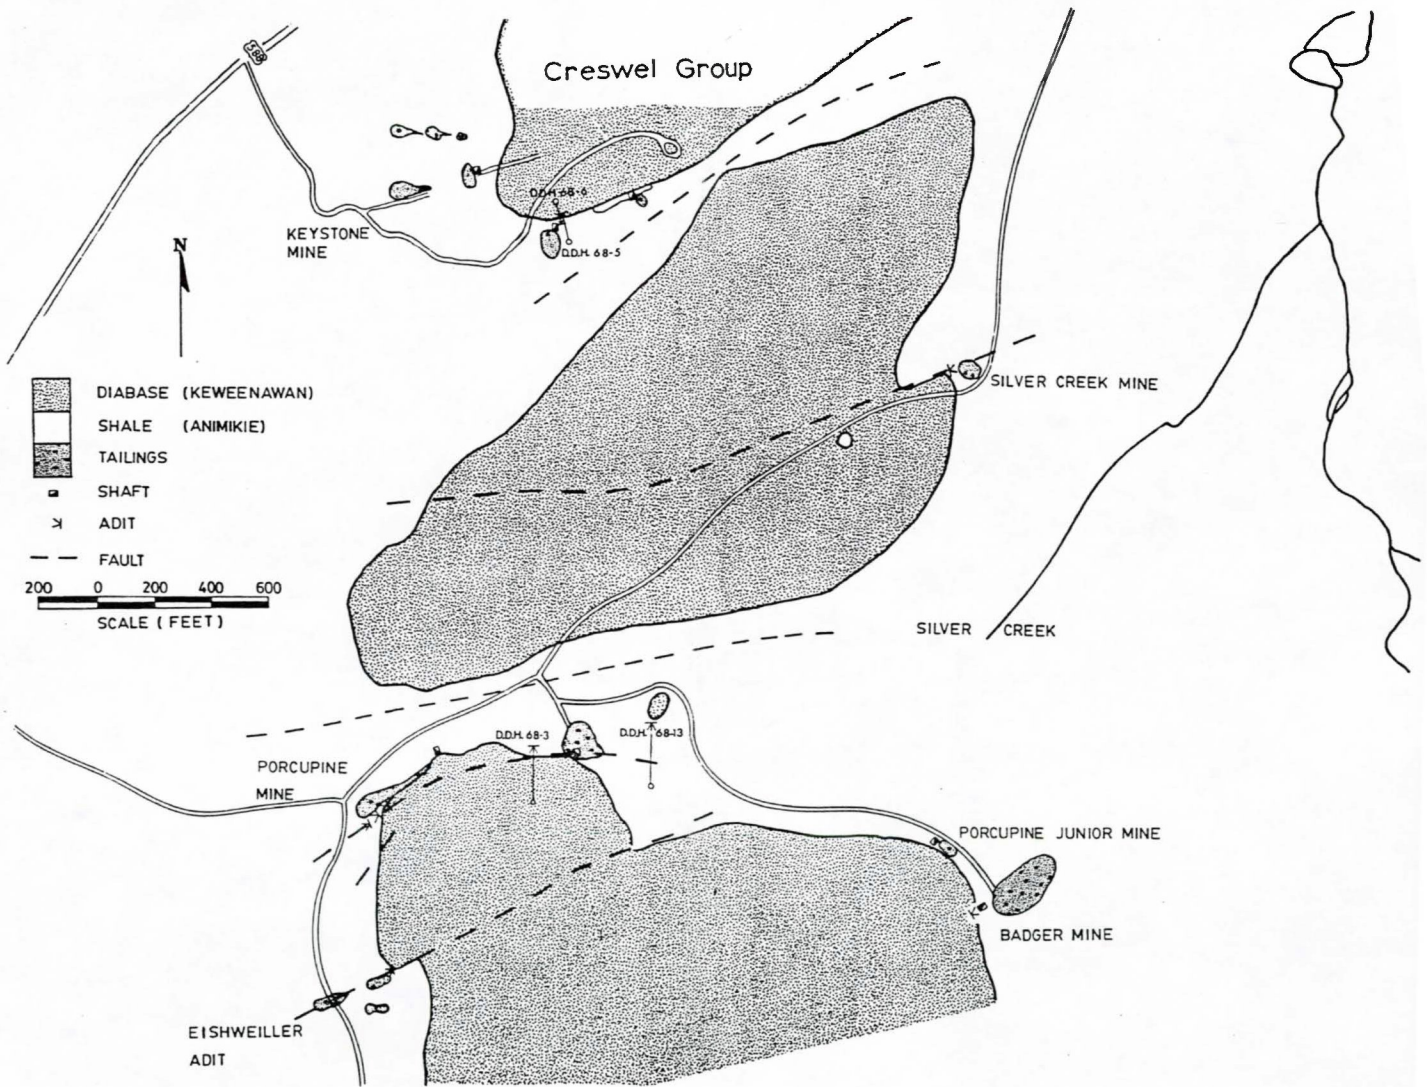 588
Creswel Group
D.D.H. 68-6
KEYSTONE
MINE
D.D.H. 68-5
N
DIABASE (KEWEENAWAN)
SHALE (ANIMIKIE)
TAILINGS
SHAFT
ADIT
FAULT
200 0 200 400 600
SCALE (FEET)
SILVER CREEK MINE
SILVER CREEK
D.D.H. 68-3
D.D.H. 68-13
PORCUPINE
MINE
PORCUPINE JUNIOR MINE
BADGER MINE
EISHWEILLER
ADIT